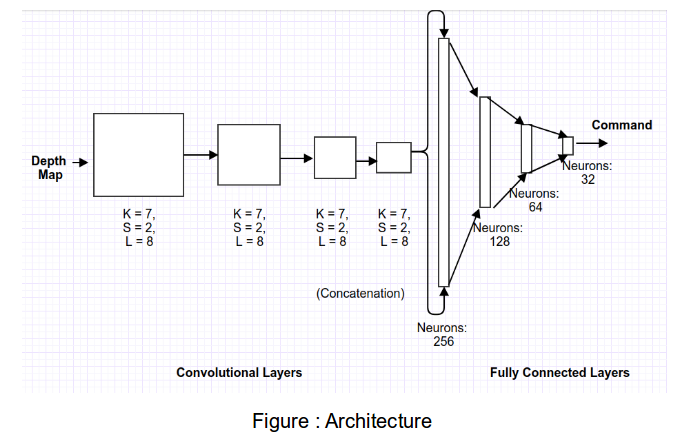 Command
Depth
Map
Neurons:
32
Neurons:
64
K = 7,
S = 2,
L = 8
K = 7,
S = 2,
L = 8
K = 7,
S = 2,
L = 8
K = 7,
S = 2,
L = 8
Neurons:
128
(Concatenation)
Neurons:
256
Convolutional Layers
Fully Connected Layers
Figure : Architecture